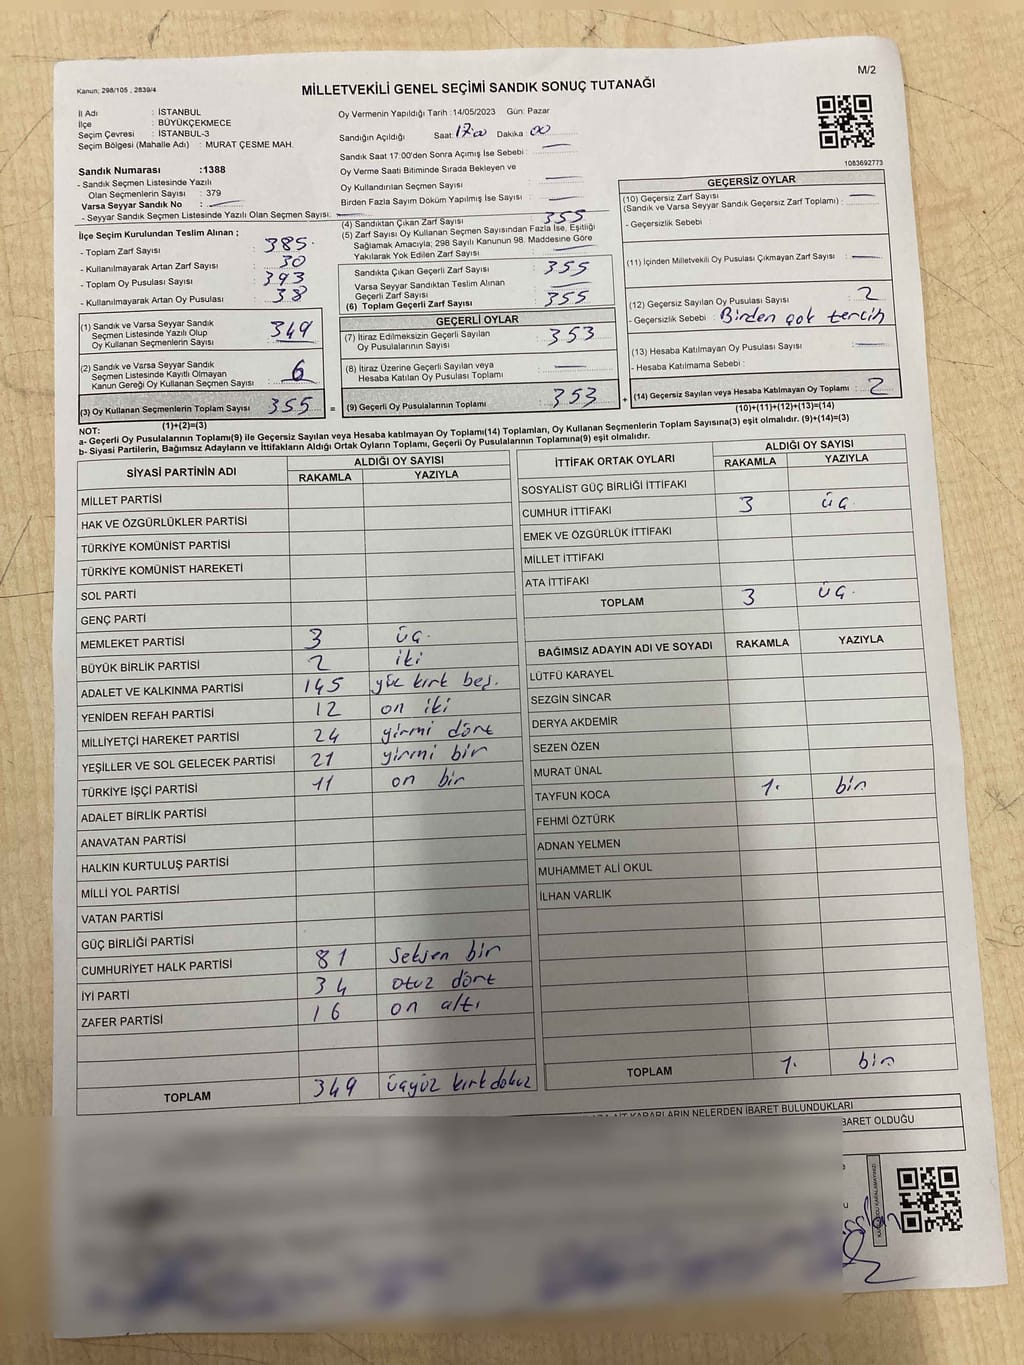 Kanun; 298/105 , 2839/4
MİLLETVEKİLİ GENEL SEÇİMİ SANDIK SONUÇ TUTANAĞI
M/2
İl Adı : İSTANBUL
İlçe : BÜYÜKÇEKMECE
Seçim Çevresi : İSTANBUL-3
Seçim Bölgesi (Mahalle Adı) : MURAT ÇESME MAH.
Oy Vermenin Yapıldığı Tarih :14/05/2023 Gün: Pazar
Sandığın Açıldığı Saat: 17:00 Dakika : 00
Sandık Saat 17:00'den Sonra Açımış İse Sebebi :
Oy Verme Saati Bitiminde Sırada Bekleyen ve
Oy Kullandırılan Seçmen Sayısı
Birden Fazla Sayım Döküm Yapılmış İse Sayısı :
1083692773
Sandık Numarası :1388
- Sandık Seçmen Listesinde Yazılı
Olan Seçmenlerin Sayısı : 379
Varsa Seyyar Sandık No :
- Seyyar Sandık Seçmen Listesinde Yazılı Olan Seçmen Sayısı:
İlçe Seçim Kurulundan Teslim Alınan ;
- Toplam Zarf Sayısı : 385
- Kullanılmayarak Artan Zarf Sayısı : 30
- Toplam Oy Pusulası Sayısı : 393
- Kullanılmayarak Artan Oy Pusulası : 38
(1) Sandık ve Varsa Seyyar Sandık
Seçmen Listesinde Yazılı Olup
Oy Kullanan Seçmenlerin Sayısı : 349
(2) Sandık ve Varsa Seyyar Sandık
Seçmen Listesinde Kayıtlı Olmayan
Kanun Gereği Oy Kullanan Seçmen Sayısı : 6
(3) Oy Kullanan Seçmenlerin Toplam Sayısı : 355
(1)+(2)=(3)
(4) Sandıktan Çıkan Zarf Sayısı : 355
(5) Zarf Sayısı Oy Kullanan Seçmen Sayısından Fazla İse, Eşitliği
Sağlamak Amacıyla; 298 Sayılı Kanunun 98. Maddesine Göre
Yakılarak Yok Edilen Zarf Sayısı :
Sandıkta Çıkan Geçerli Zarf Sayısı : 355
Varsa Seyyar Sandıktan Teslim Alınan
Geçerli Zarf Sayısı :
(6) Toplam Geçerli Zarf Sayısı : 355
GEÇERLİ OYLAR
(7) İtiraz Edilmeksizin Geçerli Sayılan
Oy Pusulalarının Sayısı : 353
(8) İtiraz Üzerine Geçerli Sayılan veya
Hesaba Katılan Oy Pusulası Toplamı :
= (9) Geçerli Oy Pusulalarının Toplamı : 353
GEÇERSİZ OYLAR
(10) Geçersiz Zarf Sayısı
(Sandık ve Varsa Seyyar Sandık Geçersiz Zarf Toplamı) :
- Geçersizlik Sebebi :
(11) İçinden Milletvekili Oy Pusulası Çıkmayan Zarf Sayısı :
(12) Geçersiz Sayılan Oy Pusulası Sayısı : 2
- Geçersizlik Sebebi : Birden çok tercih
(13) Hesaba Katılmayan Oy Pusulası Sayısı :
- Hesaba Katılmama Sebebi :
+ (14) Geçersiz Sayılan veya Hesaba Katılmayan Oy Toplamı : 2
(10)+(11)+(12)+(13)=(14)
NOT:
a- Geçerli Oy Pusulalarının Toplamı(9) ile Geçersiz Sayılan veya Hesaba katılmayan Oy Toplamı(14) Toplamları, Oy Kullanan Seçmenlerin Toplam Sayısına(3) eşit olmalıdır. (9)+(14)=(3)
b- Siyasi Partilerin, Bağımsız Adayların ve İttifakların Aldığı Ortak Oyların Toplamı, Geçerli Oy Pusulalarının Toplamına(9) eşit olmalıdır.
SİYASİ PARTİNİN ADI ALDIĞI OY SAYISI
RAKAMLA YAZIYLA
MİLLET PARTİSİ
HAK VE ÖZGÜRLÜKLER PARTİSİ
TÜRKİYE KOMÜNİST PARTİSİ
TÜRKİYE KOMÜNİST HAREKETİ
SOL PARTİ
GENÇ PARTİ
MEMLEKET PARTİSİ 3 üç.
BÜYÜK BİRLİK PARTİSİ 2 iki
ADALET VE KALKINMA PARTİSİ 145 yüz kırk beş.
YENİDEN REFAH PARTİSİ 12 on iki
MİLLİYETÇİ HAREKET PARTİSİ 24 yirmi dört
YEŞİLLER VE SOL GELECEK PARTİSİ 21 yirmi bir
TÜRKİYE İŞÇİ PARTİSİ 11 on bir
ADALET BİRLİK PARTİSİ
ANAVATAN PARTİSİ
HALKIN KURTULUŞ PARTİSİ
MİLLİ YOL PARTİSİ
VATAN PARTİSİ
GÜÇ BİRLİĞİ PARTİSİ
CUMHURİYET HALK PARTİSİ 81 seksen bir
İYİ PARTİ 34 otuz dört
ZAFER PARTİSİ 16 on altı
TOPLAM 349 üçyüz kırk dokuz
İTTİFAK ORTAK OYLARI ALDIĞI OY SAYISI
RAKAMLA YAZIYLA
SOSYALİST GÜÇ BİRLİĞİ İTTİFAKI
CUMHUR İTTİFAKI 3 üç.
EMEK VE ÖZGÜRLÜK İTTİFAKI
MİLLET İTTİFAKI
ATA İTTİFAKI
TOPLAM 3 üç.
BAĞIMSIZ ADAYIN ADI VE SOYADI RAKAMLA YAZIYLA
LÜTFÜ KARAYEL
SEZGİN SİNCAR
DERYA AKDEMİR
SEZEN ÖZEN
MURAT ÜNAL
TAYFUN KOCA 1. bir
FEHMİ ÖZTÜRK
ADNAN YELMEN
MUHAMMET ALİ OKUL
İLHAN VARLIK
TOPLAM 1. bir
KARARLARIN NELERDEN İBARET BULUNDUKLARI
İBARET OLDUĞU